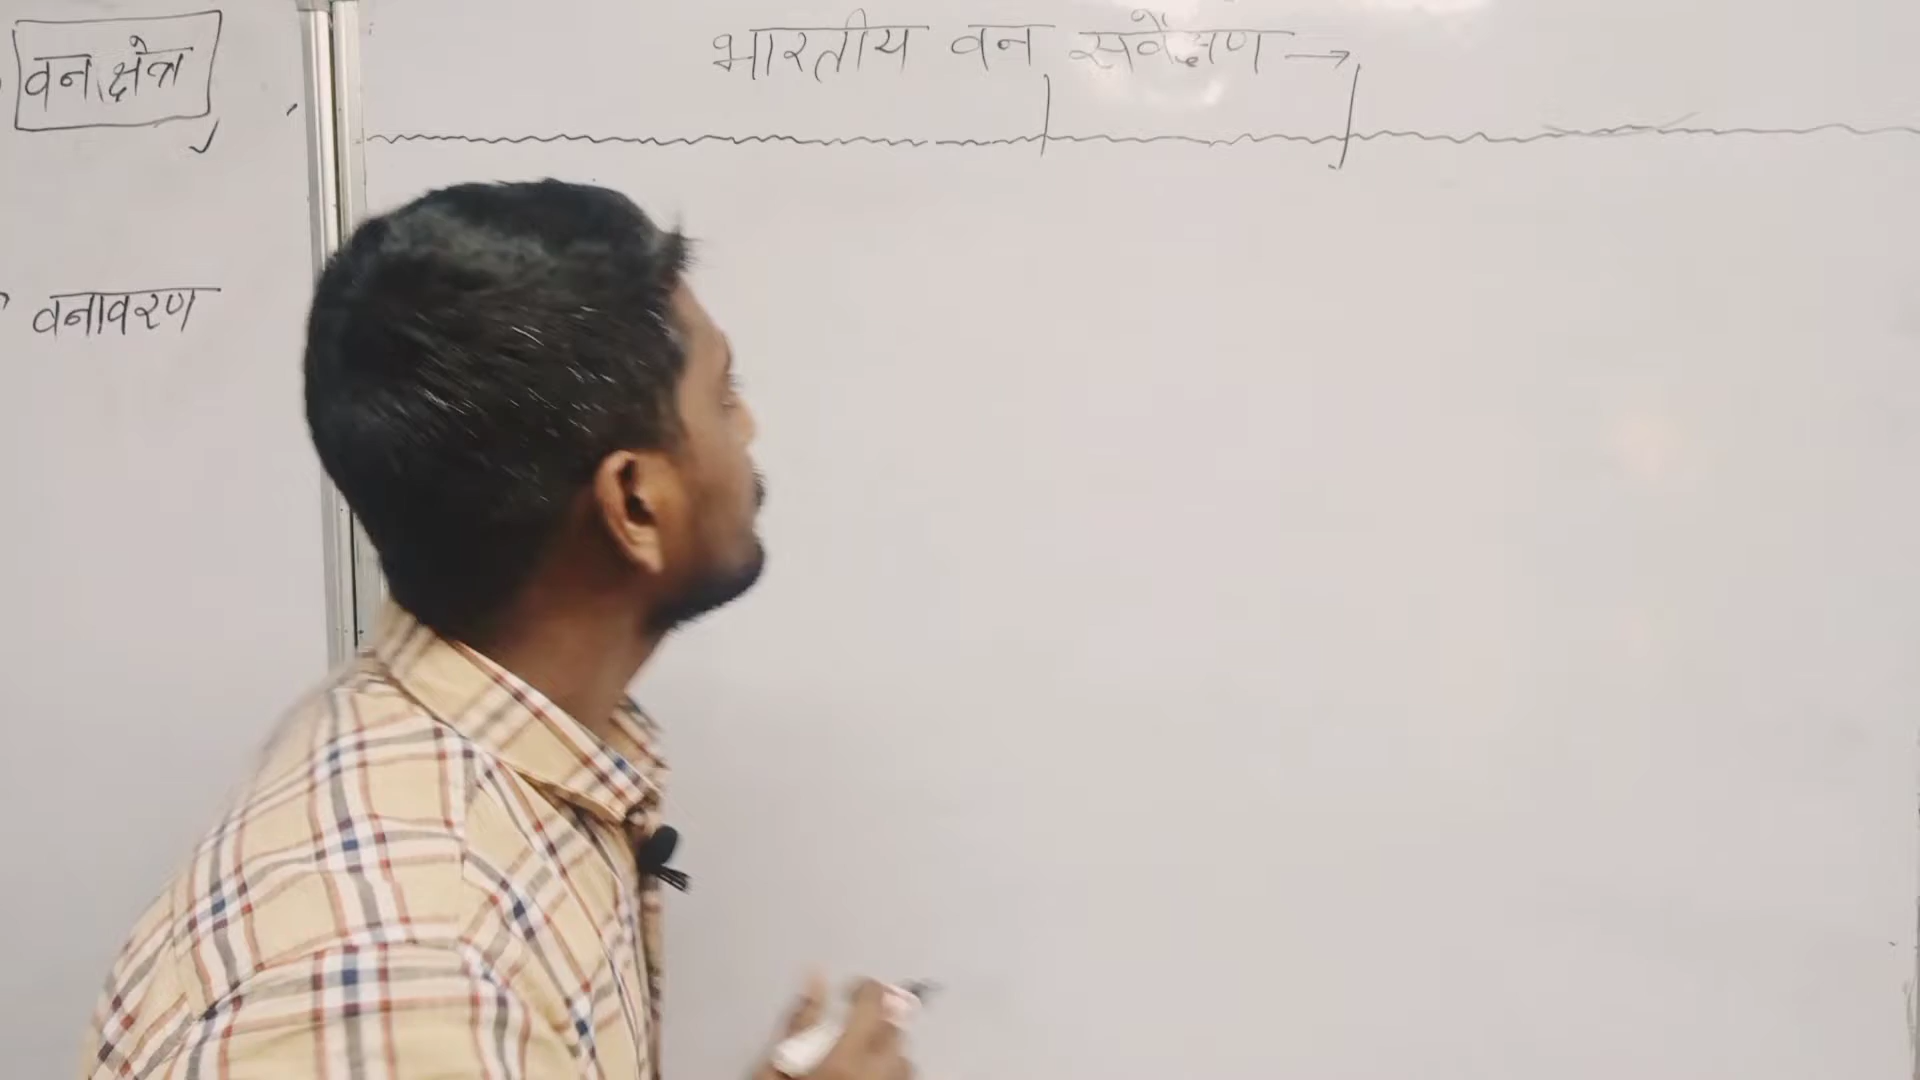 वन क्षेत्र
वनावरण
भारतीय वन सर्वेक्षण →